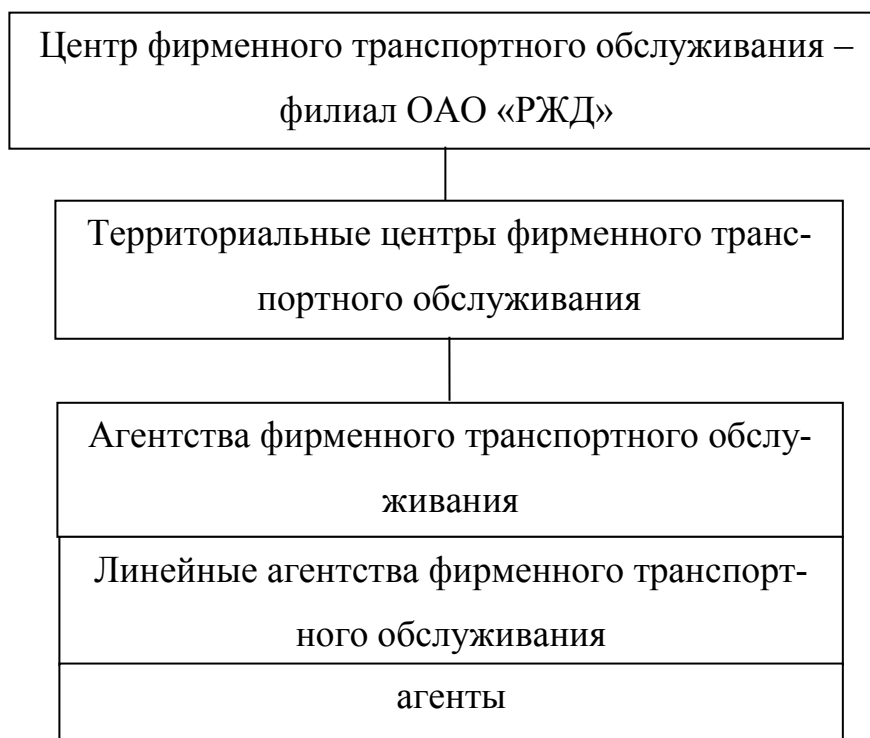 Центр фирменного транспортного обслуживания –
филиал ОАО «РЖД»
Территориальные центры фирменного транс-
портного обслуживания
Агентства фирменного транспортного обслу-
живания
Линейные агентства фирменного транспорт-
ного обслуживания
агенты